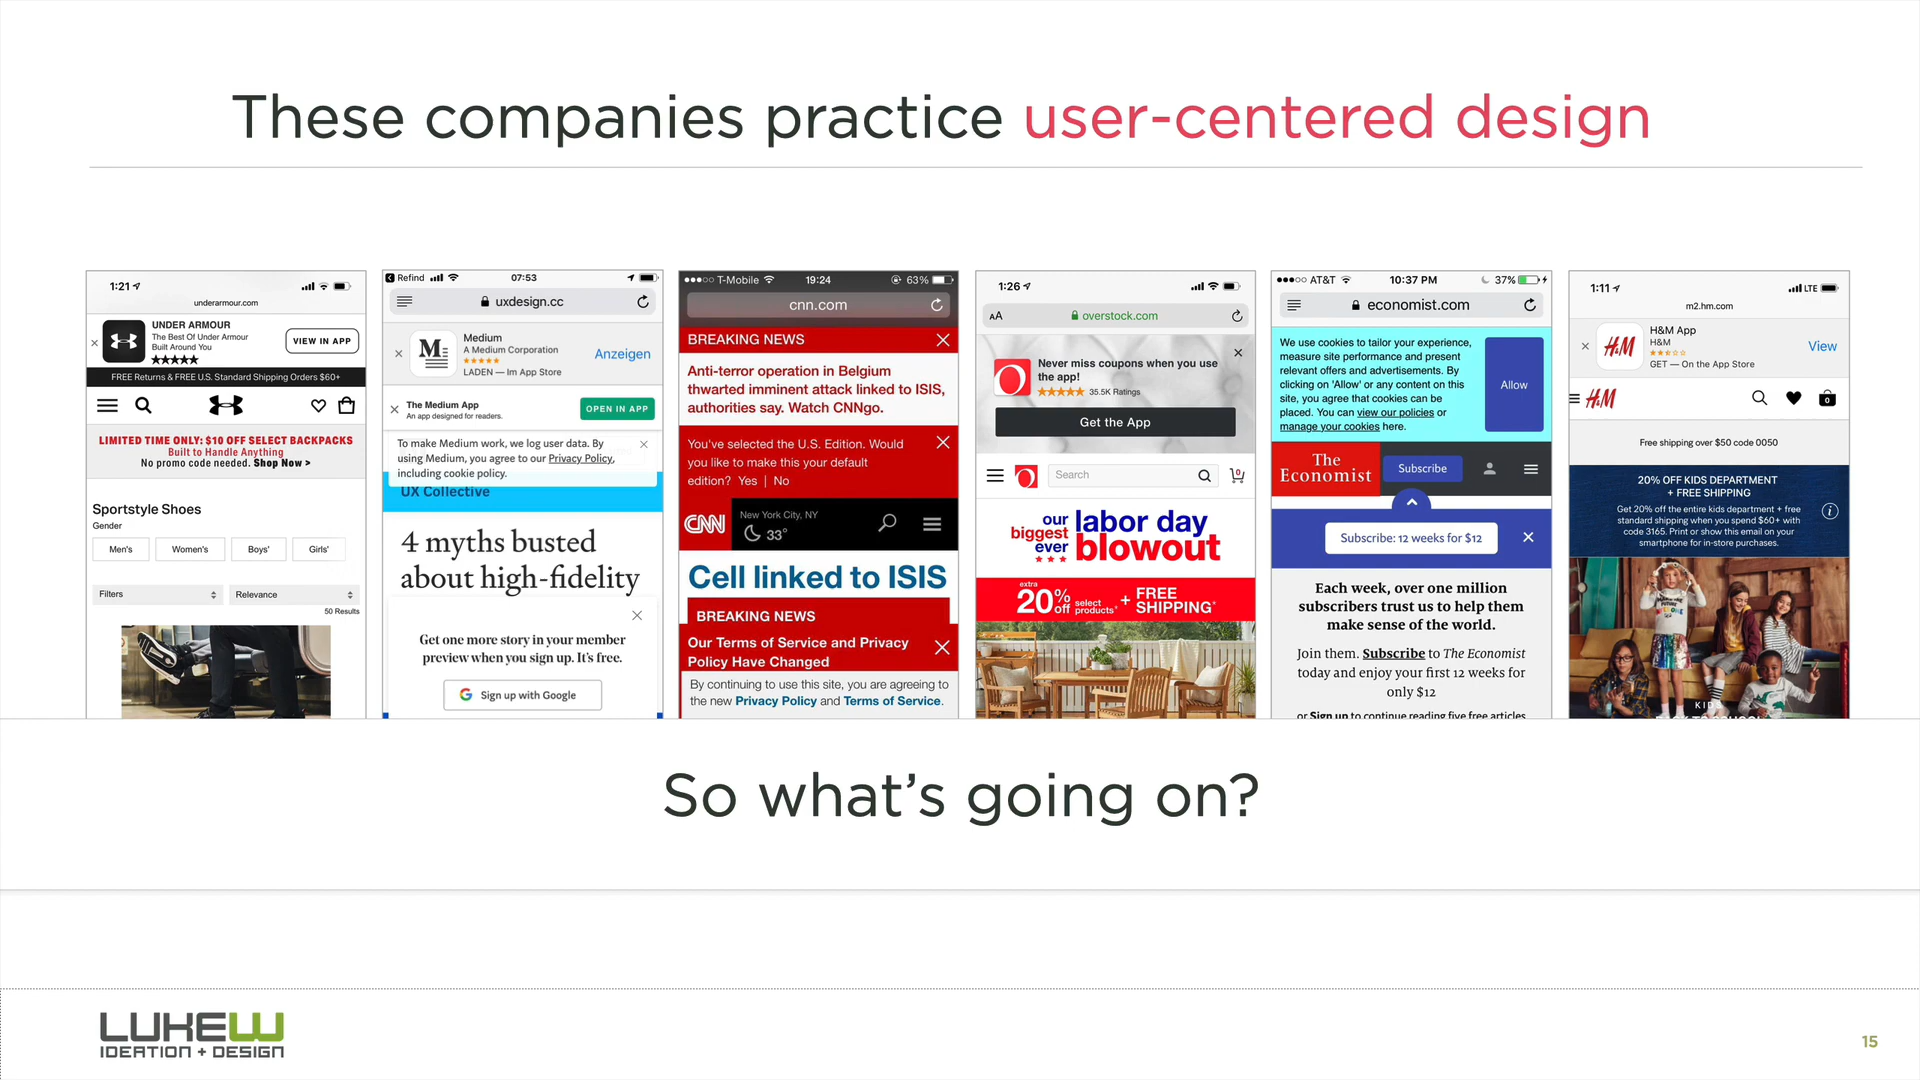 These companies practice user-centered design
1:21
underarmour.com
UNDER ARMOUR
The Best Of Under Armour
Built Around You
VIEW IN APP
FREE Returns & FREE U.S. Standard Shipping Orders $60+
LIMITED TIME ONLY: $10 OFF SELECT BACKPACKS
Built to Handle Anything
No promo code needed. Shop Now >
Sportstyle Shoes
Gender
Men's Women's Boys' Girls'
Filters Relevance
50 Results
Refind 07:53
uxdesign.cc
Medium
A Medium Corporation
LADEN — Im App Store
Anzeigen
The Medium App
An app designed for readers.
OPEN IN APP
To make Medium work, we log user data. By
using Medium, you agree to our Privacy Policy,
including cookie policy.
UX Collective
4 myths busted
about high-fidelity
Get one more story in your member
preview when you sign up. It's free.
Sign up with Google
T-Mobile 19:24 63%
cnn.com
BREAKING NEWS
Anti-terror operation in Belgium
thwarted imminent attack linked to ISIS,
authorities say. Watch CNNgo.
You've selected the U.S. Edition. Would
you like to make this your default
edition? Yes | No
CNN
New York City, NY
33°
Cell linked to ISIS
BREAKING NEWS
Our Terms of Service and Privacy
Policy Have Changed
By continuing to use this site, you are agreeing to
the new Privacy Policy and Terms of Service.
1:26
AA overstock.com
Never miss coupons when you use
the app!
35.5K Ratings
Get the App
Search
0
our biggest ever labor day blowout
extra 20% off select products* + FREE SHIPPING*
AT&T 10:37 PM 37%
economist.com
We use cookies to tailor your experience,
measure site performance and present
relevant offers and advertisements. By
clicking on 'Allow' or any content on this
site, you agree that cookies can be
placed. You can view our policies or
manage your cookies here.
Allow
The
Economist
Subscribe
Subscribe: 12 weeks for $12
Each week, over one million
subscribers trust us to help them
make sense of the world.
Join them. Subscribe to The Economist
today and enjoy your first 12 weeks for
only $12
or Sign up to continue reading five free articles
1:11 LTE
m2.hm.com
H&M
H&M App
H&M
GET — On the App Store
View
H&M
0
Free shipping over $50 code 0050
20% OFF KIDS DEPARTMENT
+ FREE SHIPPING
Get 20% off the entire kids department + free
standard shipping when you spend $60+ with
code 3165. Print or show this email on your
smartphone for in-store purchases.
KIDS
So what's going on?
LUKEW
IDEATION + DESIGN
15